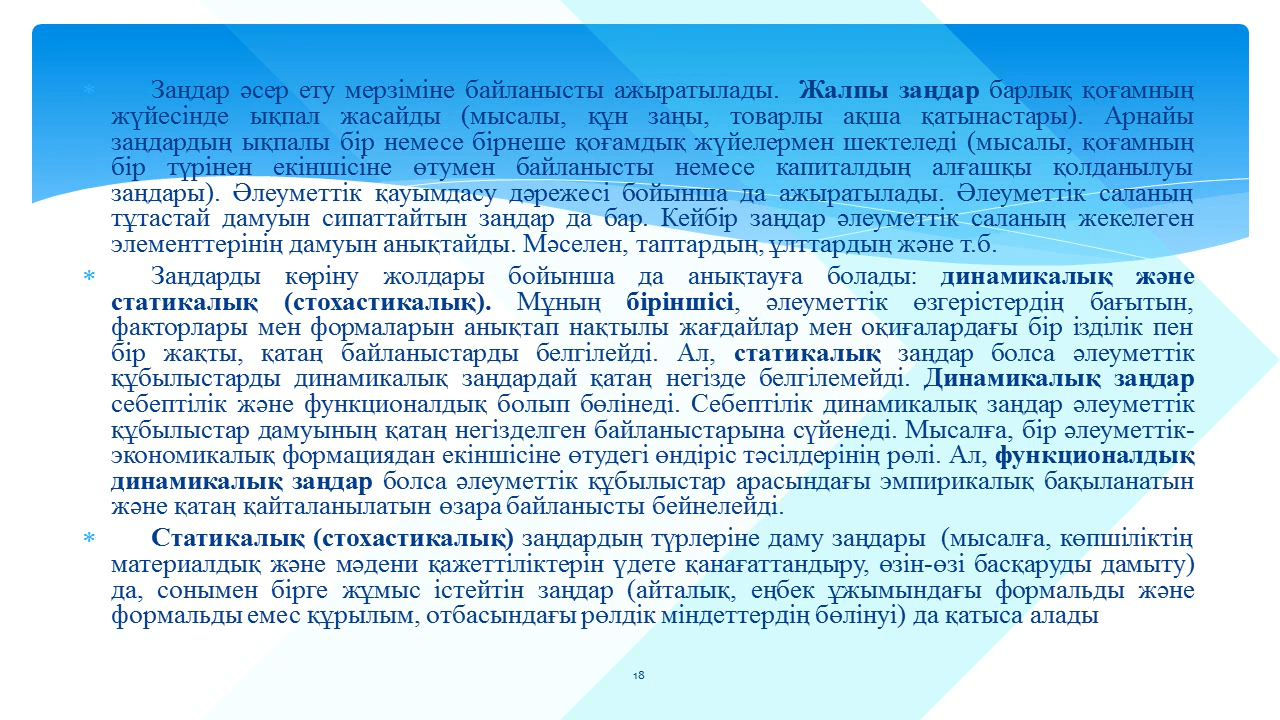 * Заңдар әсер ету мерзіміне байланысты ажыратылады. Жалпы заңдар барлық қоғамның
жүйесінде ықпал жасайды (мысалы, құн заңы, товарлы ақша қатынастары). Арнайы
заңдардың ықпалы бір немесе бірнеше қоғамдық жүйелермен шектеледі (мысалы, қоғамның
бір түрінен екіншісіне өтумен байланысты немесе капиталдың алғашқы қолданылуы
заңдары). Әлеуметтік қауымдасу дәрежесі бойынша да ажыратылады. Әлеуметтік саланың
тұтастай дамуын сипаттайтын заңдар да бар. Кейбір заңдар әлеуметтік саланың жекелеген
элементтерінің дамуын анықтайды. Мәселен, таптардың, ұлттардың және т.б.
* Заңдарды көріну жолдары бойынша да анықтауға болады: динамикалық және
статикалық (стохастикалық). Мұның біріншісі, әлеуметтік өзгерістердің бағытын,
факторлары мен формаларын анықтап нақтылы жағдайлар мен оқиғалардағы бір ізділік пен
бір жақты, қатаң байланыстарды белгілейді. Ал, статикалық заңдар болса әлеуметтік
құбылыстарды динамикалық заңдардай қатаң негізде белгілемейді. Динамикалық заңдар
себептілік және функционалдық болып бөлінеді. Себептілік динамикалық заңдар әлеуметтік
құбылыстар дамуының қатаң негізделген байланыстарына сүйенеді. Мысалға, бір әлеуметтік-
экономикалық формациядан екіншісіне өтудегі өндіріс тәсілдерінің рөлі. Ал, функционалдық
динамикалық заңдар болса әлеуметтік құбылыстар арасындағы эмпирикалық бақыланатын
және қатаң қайталанылатын өзара байланысты бейнелейді.
* Статикалық (стохастикалық) заңдардың түрлеріне даму заңдары (мысалға, көпшіліктің
материалдық және мәдени қажеттіліктерін үдете қанағаттандыру, өзін-өзі басқаруды дамыту)
да, сонымен бірге жұмыс істейтін заңдар (айталық, еңбек ұжымындағы формальды және
формальды емес құрылым, отбасындағы рөлдік міндеттердің бөлінуі) да қатыса алады
18